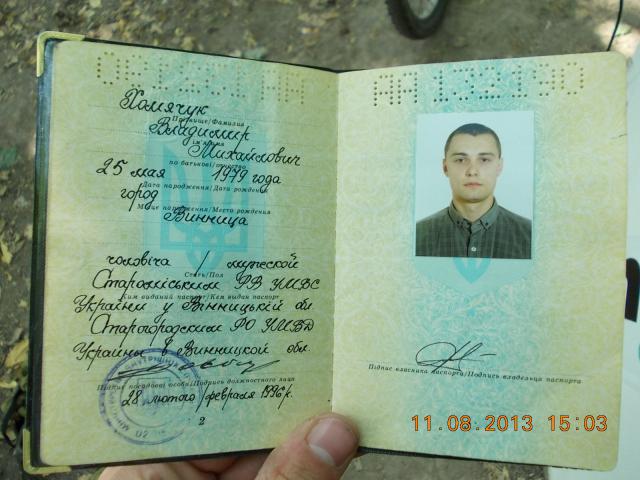 Хомячук
Прізвище/Фамилия
Владимир
Ім'я/Имя
Михайлович
по батькові/отчество
25 мая 1979 года
Дата народження/Дата рождения
город
Місце народження/Место рождения
Винница
чоловіча / мужской
Стать/Пол
Староміським РВ УМВС
Ким виданий паспорт/Кем выдан паспорт
України у Вінницькій обл.
Старогородским РО УМВД
Украины в Винницкой обл.
Підпис посадової особи/Подпись должностного лица
28 лютого/февраля 1996 р.
2
Підпис власника паспорта/Подпись владельца паспорта
11.08.2013 15:03